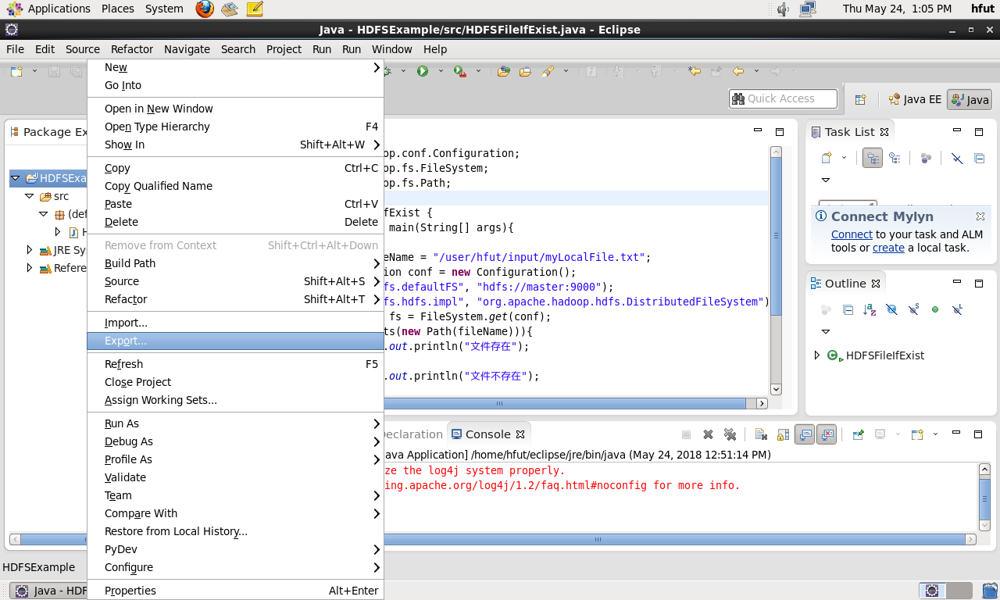 Applications Places System Thu May 24, 1:05 PM hfut
Java - HDFSExample/src/HDFSFileIfExist.java - Eclipse
File Edit Source Refactor Navigate Search Project Run Run Window Help
Quick Access Java EE Java
Package Ex
HDFSExa
src
(def
H
JRE Sy
Refere
New
Go Into
Open in New Window
Open Type Hierarchy F4
Show In Shift+Alt+W
Copy Ctrl+C
Copy Qualified Name
Paste Ctrl+V
Delete Delete
Remove from Context Shift+Ctrl+Alt+Down
Build Path
Source Shift+Alt+S
Refactor Shift+Alt+T
Import...
Export...
Refresh F5
Close Project
Assign Working Sets...
Run As
Debug As
Profile As
Validate
Team
Compare With
Restore from Local History...
PyDev
Configure
Properties Alt+Enter
op.conf.Configuration;
op.fs.FileSystem;
op.fs.Path;
fExist {
main(String[] args){
eName = "/user/hfut/input/myLocalFile.txt";
ion conf = new Configuration();
fs.defaultFS", "hdfs://master:9000");
fs.hdfs.impl", "org.apache.hadoop.hdfs.DistributedFileSystem")
fs = FileSystem.get(conf);
ts(new Path(fileName))){
.out.println("文件存在");
.out.println("文件不存在");
Task List
Connect Mylyn
Connect to your task and ALM
tools or create a local task.
Outline
HDFSFileIfExist
Declaration Console
ava Application] /home/hfut/eclipse/jre/bin/java (May 24, 2018 12:51:14 PM)
ze the log4j system properly.
ing.apache.org/log4j/1.2/faq.html#noconfig for more info.
HDFSExample
Java - HDF